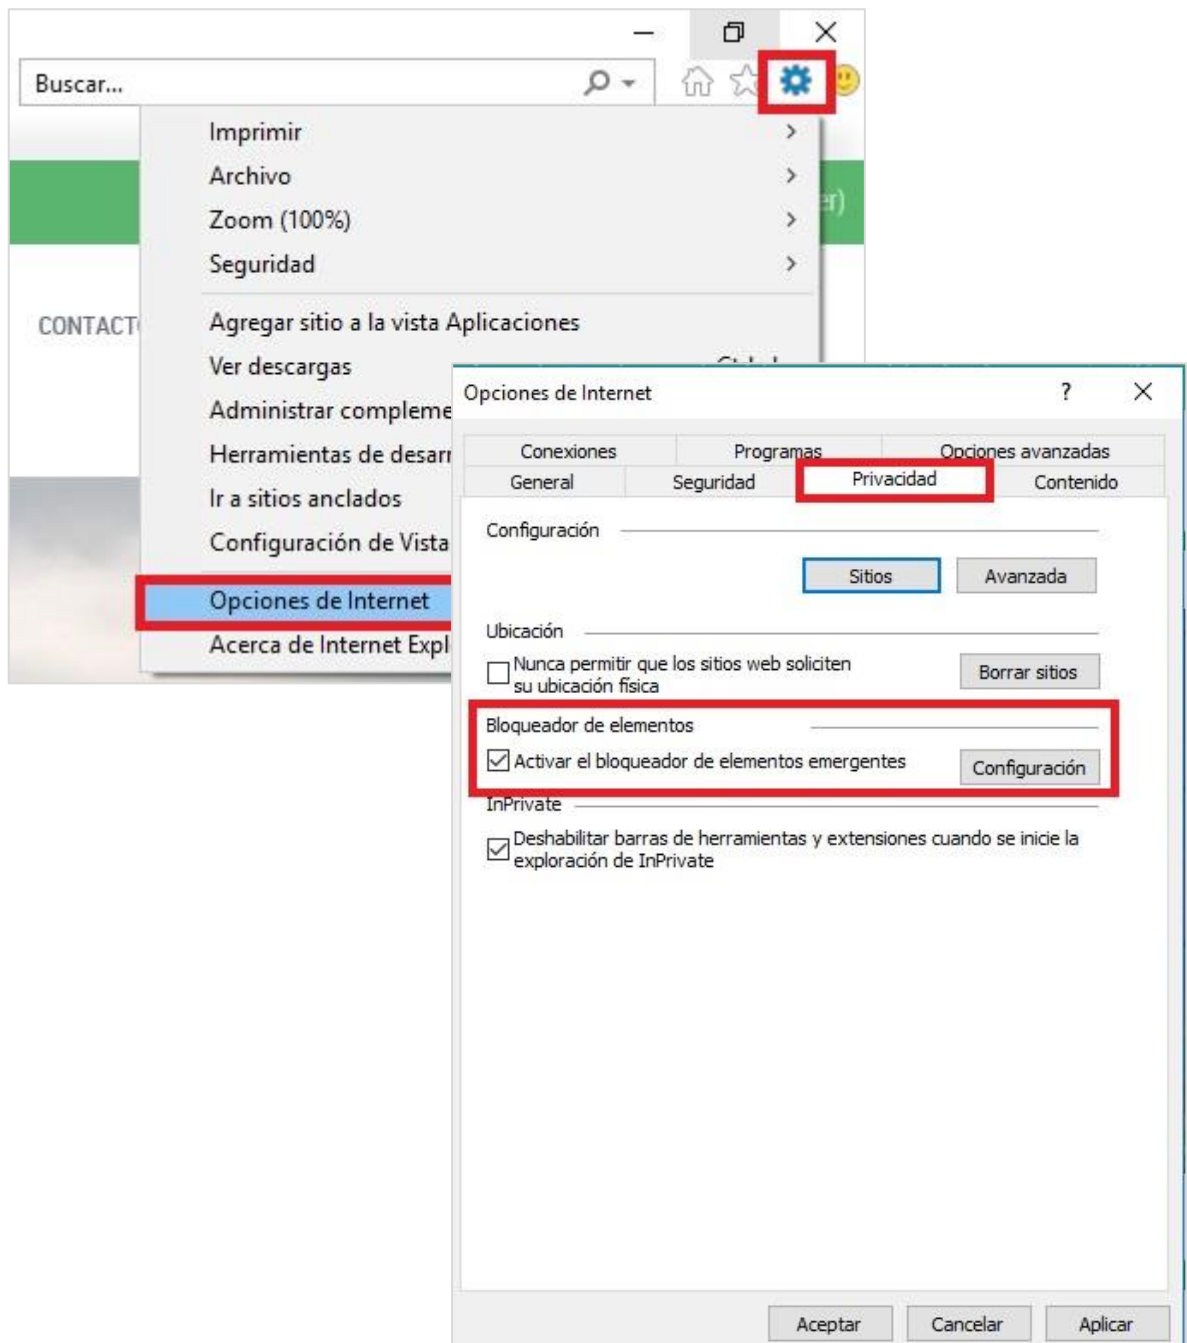 Buscar...
Imprimir
Archivo
Zoom (100%)
Seguridad
CONTACT
Agregar sitio a la vista Aplicaciones
Ver descargas
Administrar compleme
Herramientas de desarr
Ir a sitios anclados
Configuración de Vista
Opciones de Internet
Acerca de Internet Expl
er)
Opciones de Internet
?
Conexiones Programas Opciones avanzadas
General Seguridad Privacidad Contenido
Configuración
Sitios Avanzada
Ubicación
Nunca permitir que los sitios web soliciten
su ubicación física
Borrar sitios
Bloqueador de elementos
Activar el bloqueador de elementos emergentes
Configuración
InPrivate
Deshabilitar barras de herramientas y extensiones cuando se inicie la
exploración de InPrivate
Aceptar Cancelar Aplicar